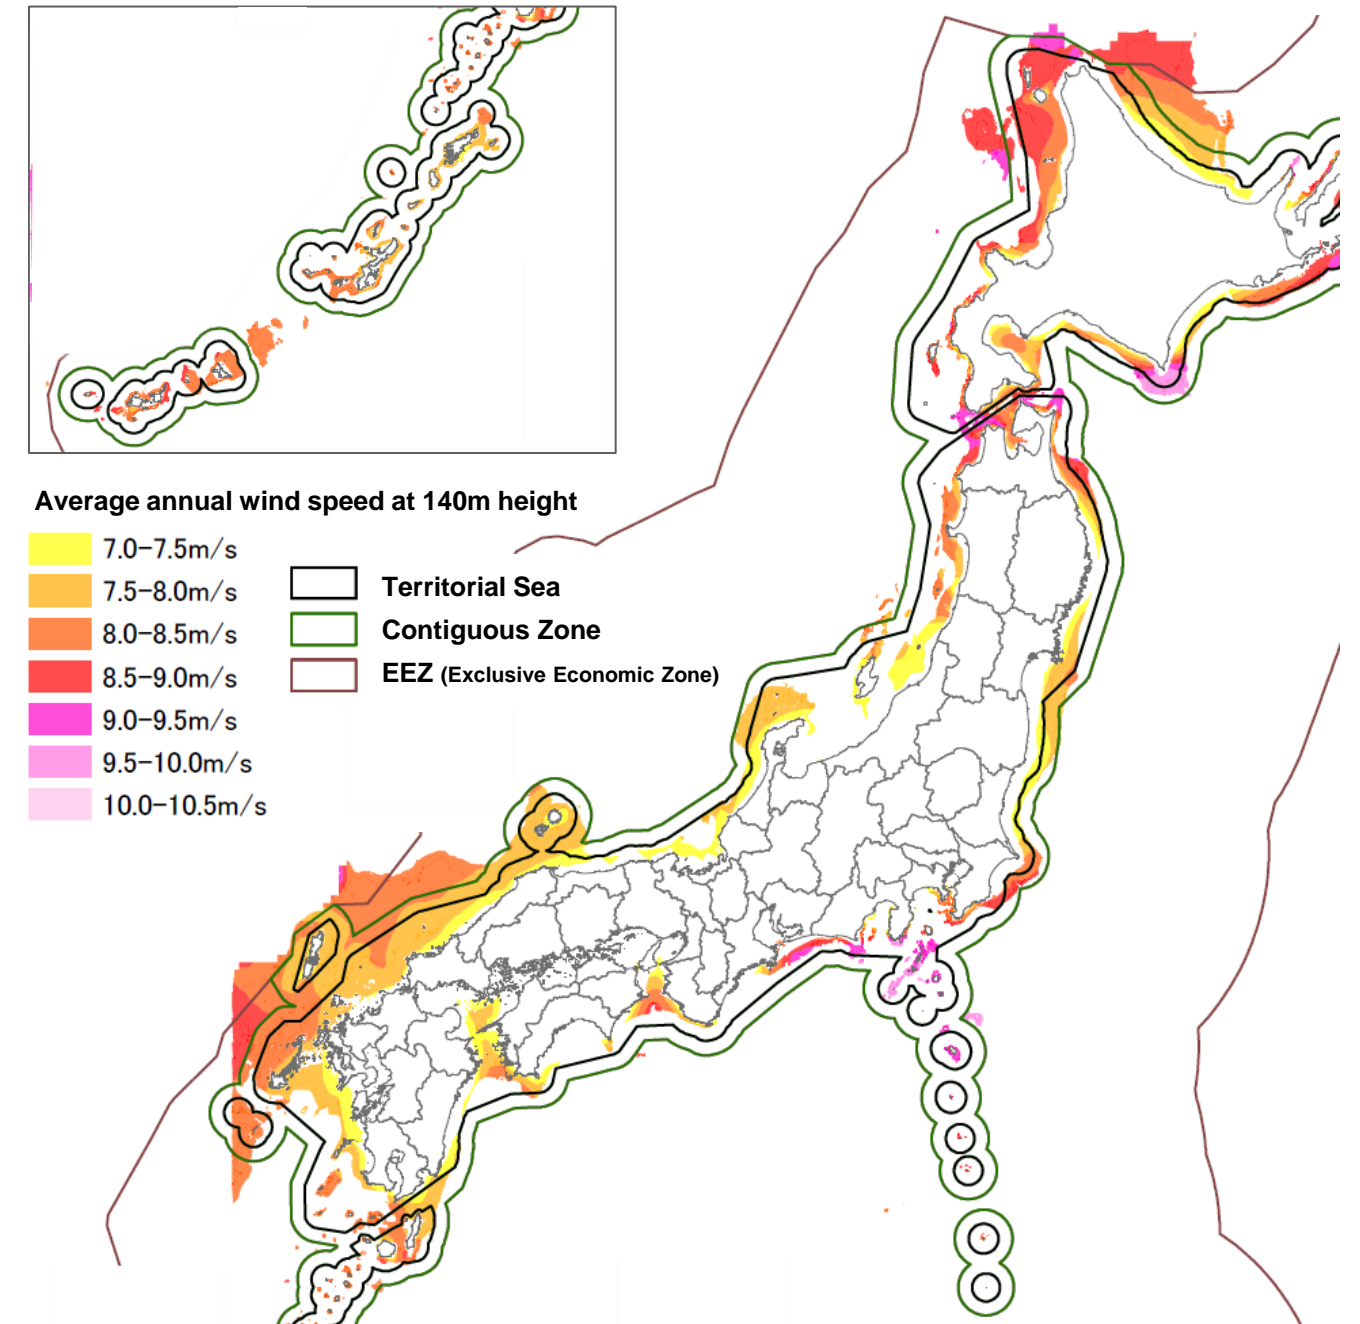 Average annual wind speed at 140m height
7.0-7.5m/s
7.5-8.0m/s
8.0-8.5m/s
8.5-9.0m/s
9.0-9.5m/s
9.5-10.0m/s
10.0-10.5m/s
Territorial Sea
Contiguous Zone
EEZ (Exclusive Economic Zone)